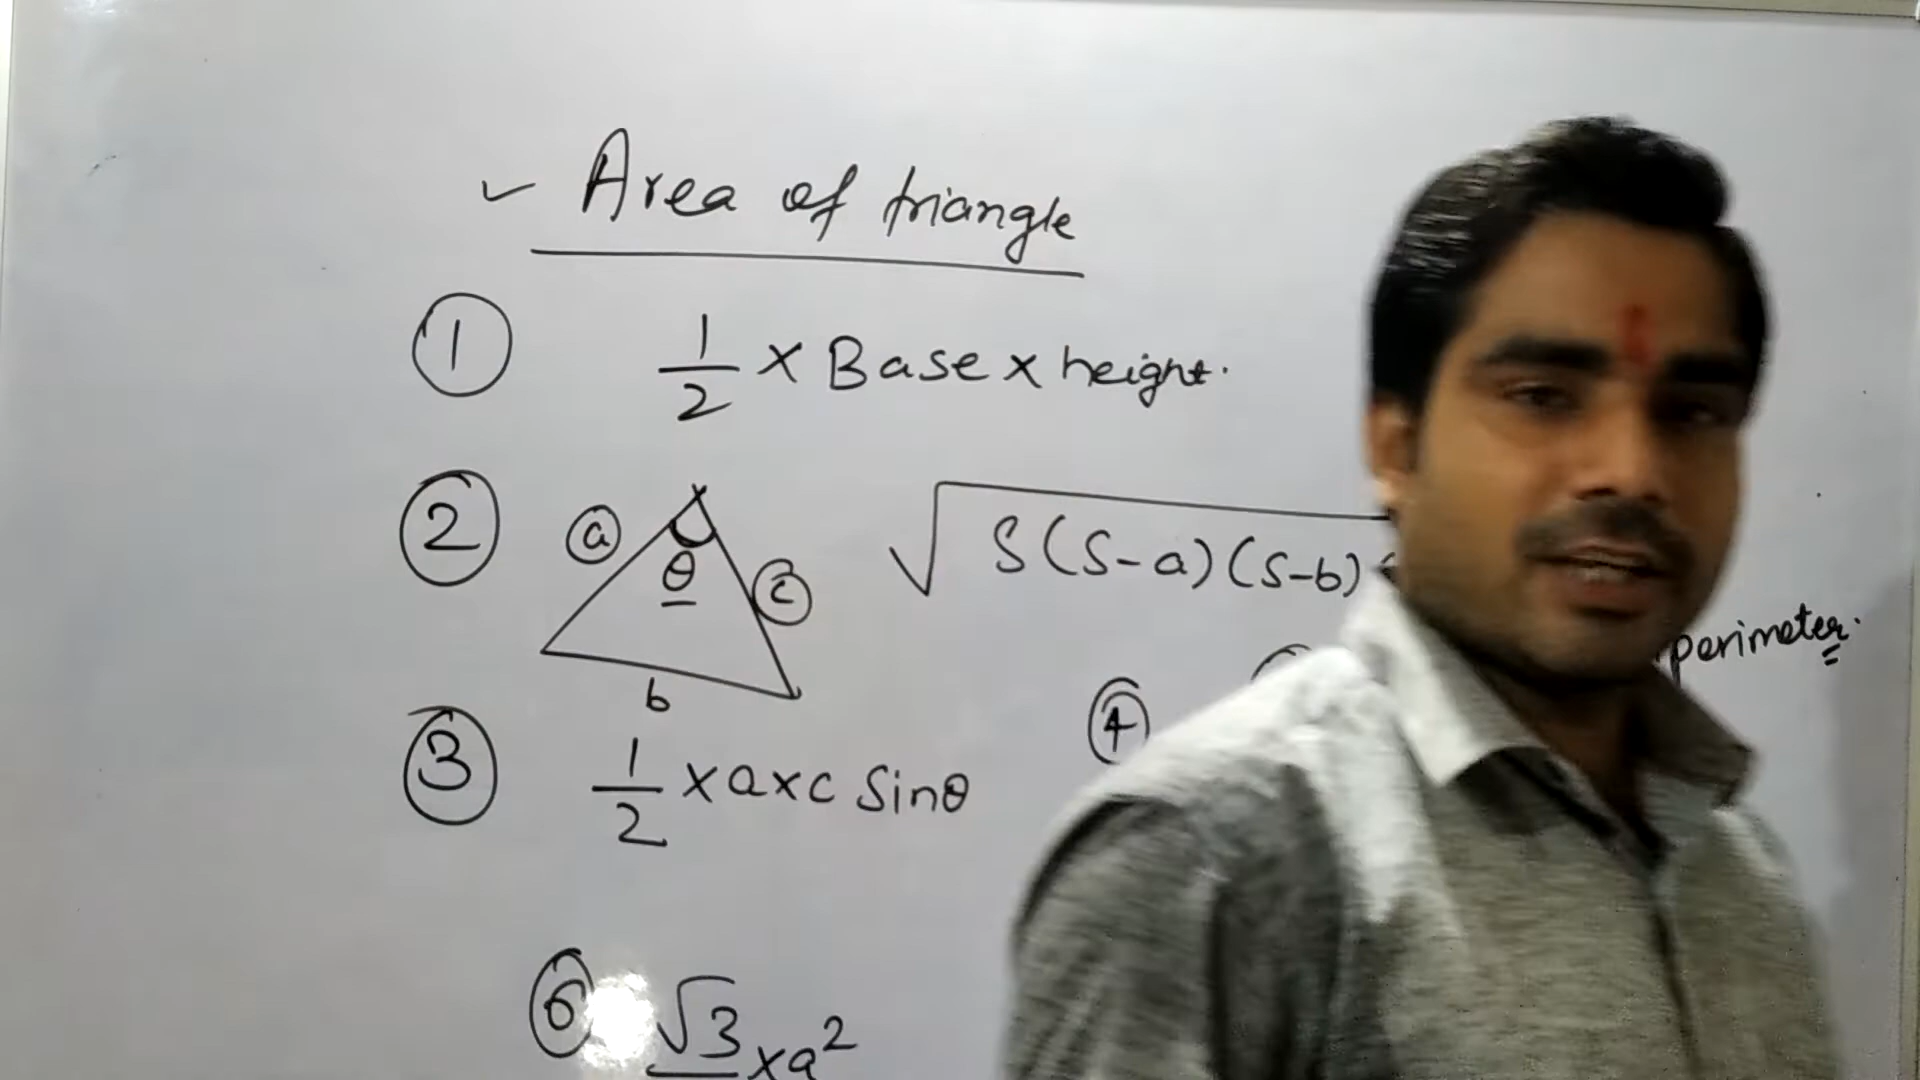 ✓ Area of triangle
① 1/2 × Base × height.
② a θ c b √S(S-a)(S-b)
perimeter.
③ 1/2 × a × c Sinθ
④
⑥ √3 × a²